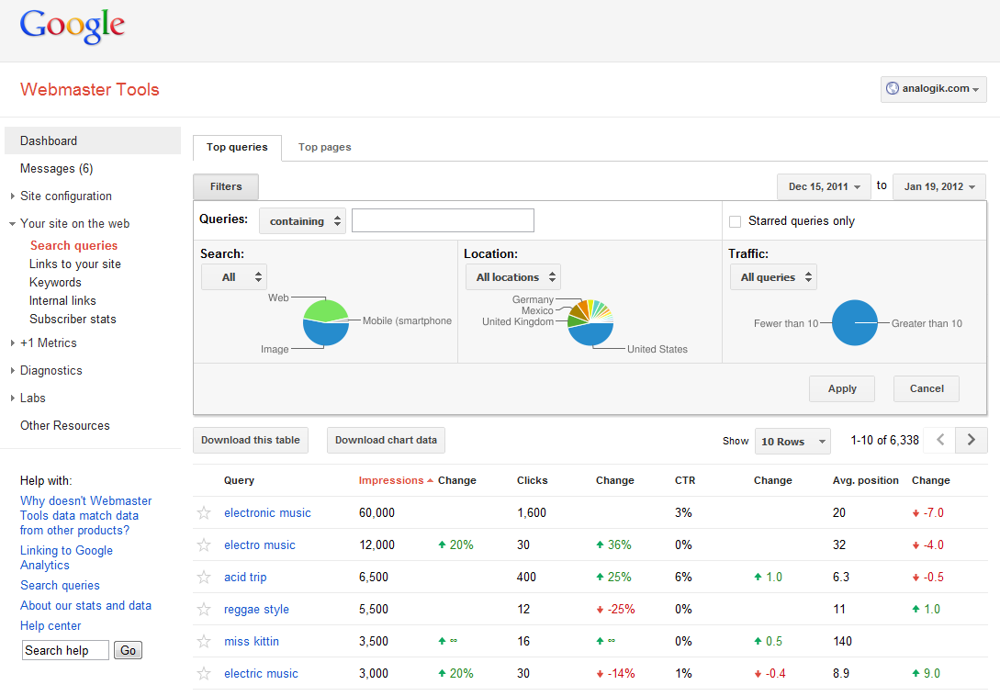 Google
Webmaster Tools
analogik.com
Dashboard
Messages (6)
Site configuration
Your site on the web
Search queries
Links to your site
Keywords
Internal links
Subscriber stats
+1 Metrics
Diagnostics
Labs
Other Resources
Help with:
Why doesn't Webmaster
Tools data match data
from other products?
Linking to Google
Analytics
Search queries
About our stats and data
Help center
Search help Go
Top queries Top pages
Filters Dec 15, 2011 to Jan 19, 2012
Queries: containing Starred queries only
Search: Location: Traffic:
All All locations All queries
Web
Mobile (smartphone
Image
Germany
Mexico
United Kingdom
United States
Fewer than 10 Greater than 10
Apply Cancel
Download this table Download chart data Show 10 Rows 1-10 of 6,338
Query Impressions Change Clicks Change CTR Change Avg. position Change
electronic music 60,000 1,600 3% 20 -7.0
electro music 12,000 20% 30 36% 0% 32 -4.0
acid trip 6,500 400 25% 6% 1.0 6.3 -0.5
reggae style 5,500 12 -25% 0% 11 1.0
miss kittin 3,500 ∞ 16 ∞ 0% 0.5 140
electric music 3,000 20% 30 -14% 1% -0.4 8.9 9.0